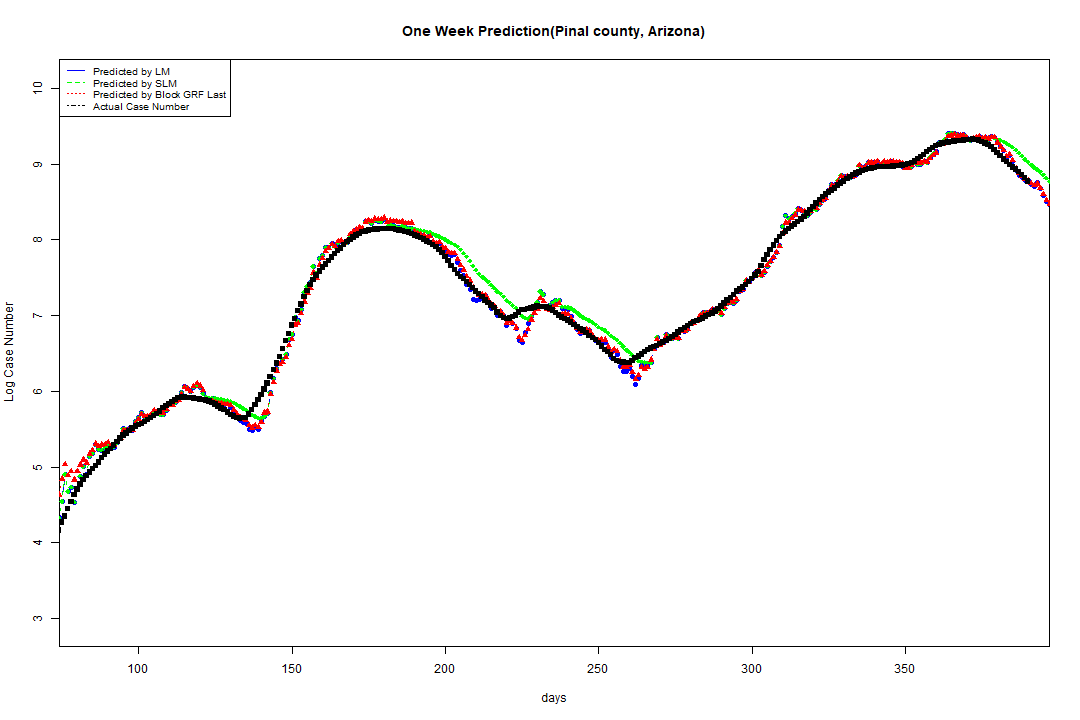 One Week Prediction(Pinal county, Arizona)
Predicted by LM
Predicted by SLM
Predicted by Block GRF Last
Actual Case Number
10
9
8
7
6
5
4
3
Log Case Number
100 150 200 250 300 350
days